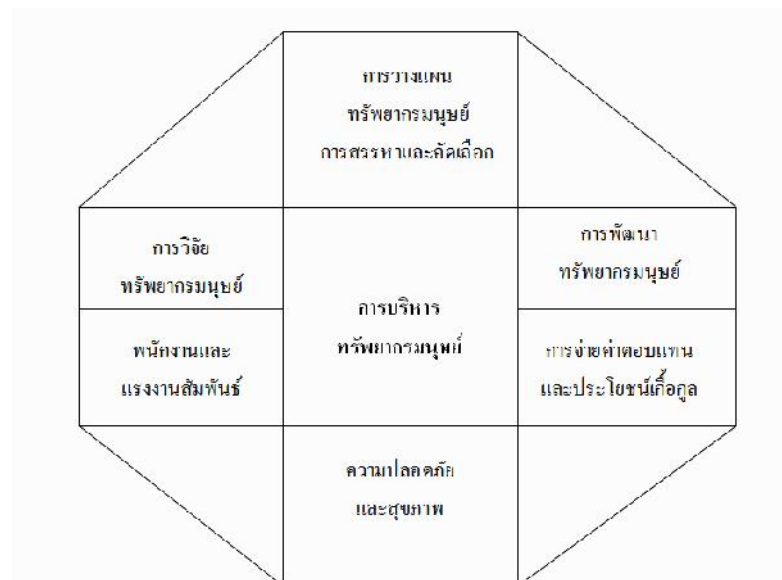 การวางแผน
ทรัพยากรมนุษย์
การสรรหาและคัดเลือก
การวิจัย
ทรัพยากรมนุษย์
การพัฒนา
ทรัพยากรมนุษย์
การบริหาร
ทรัพยากรมนุษย์
พนักงานและ
แรงงานสัมพันธ์
การจ่ายค่าตอบแทน
และประโยชน์เกื้อกูล
ความปลอดภัย
และสุขภาพ